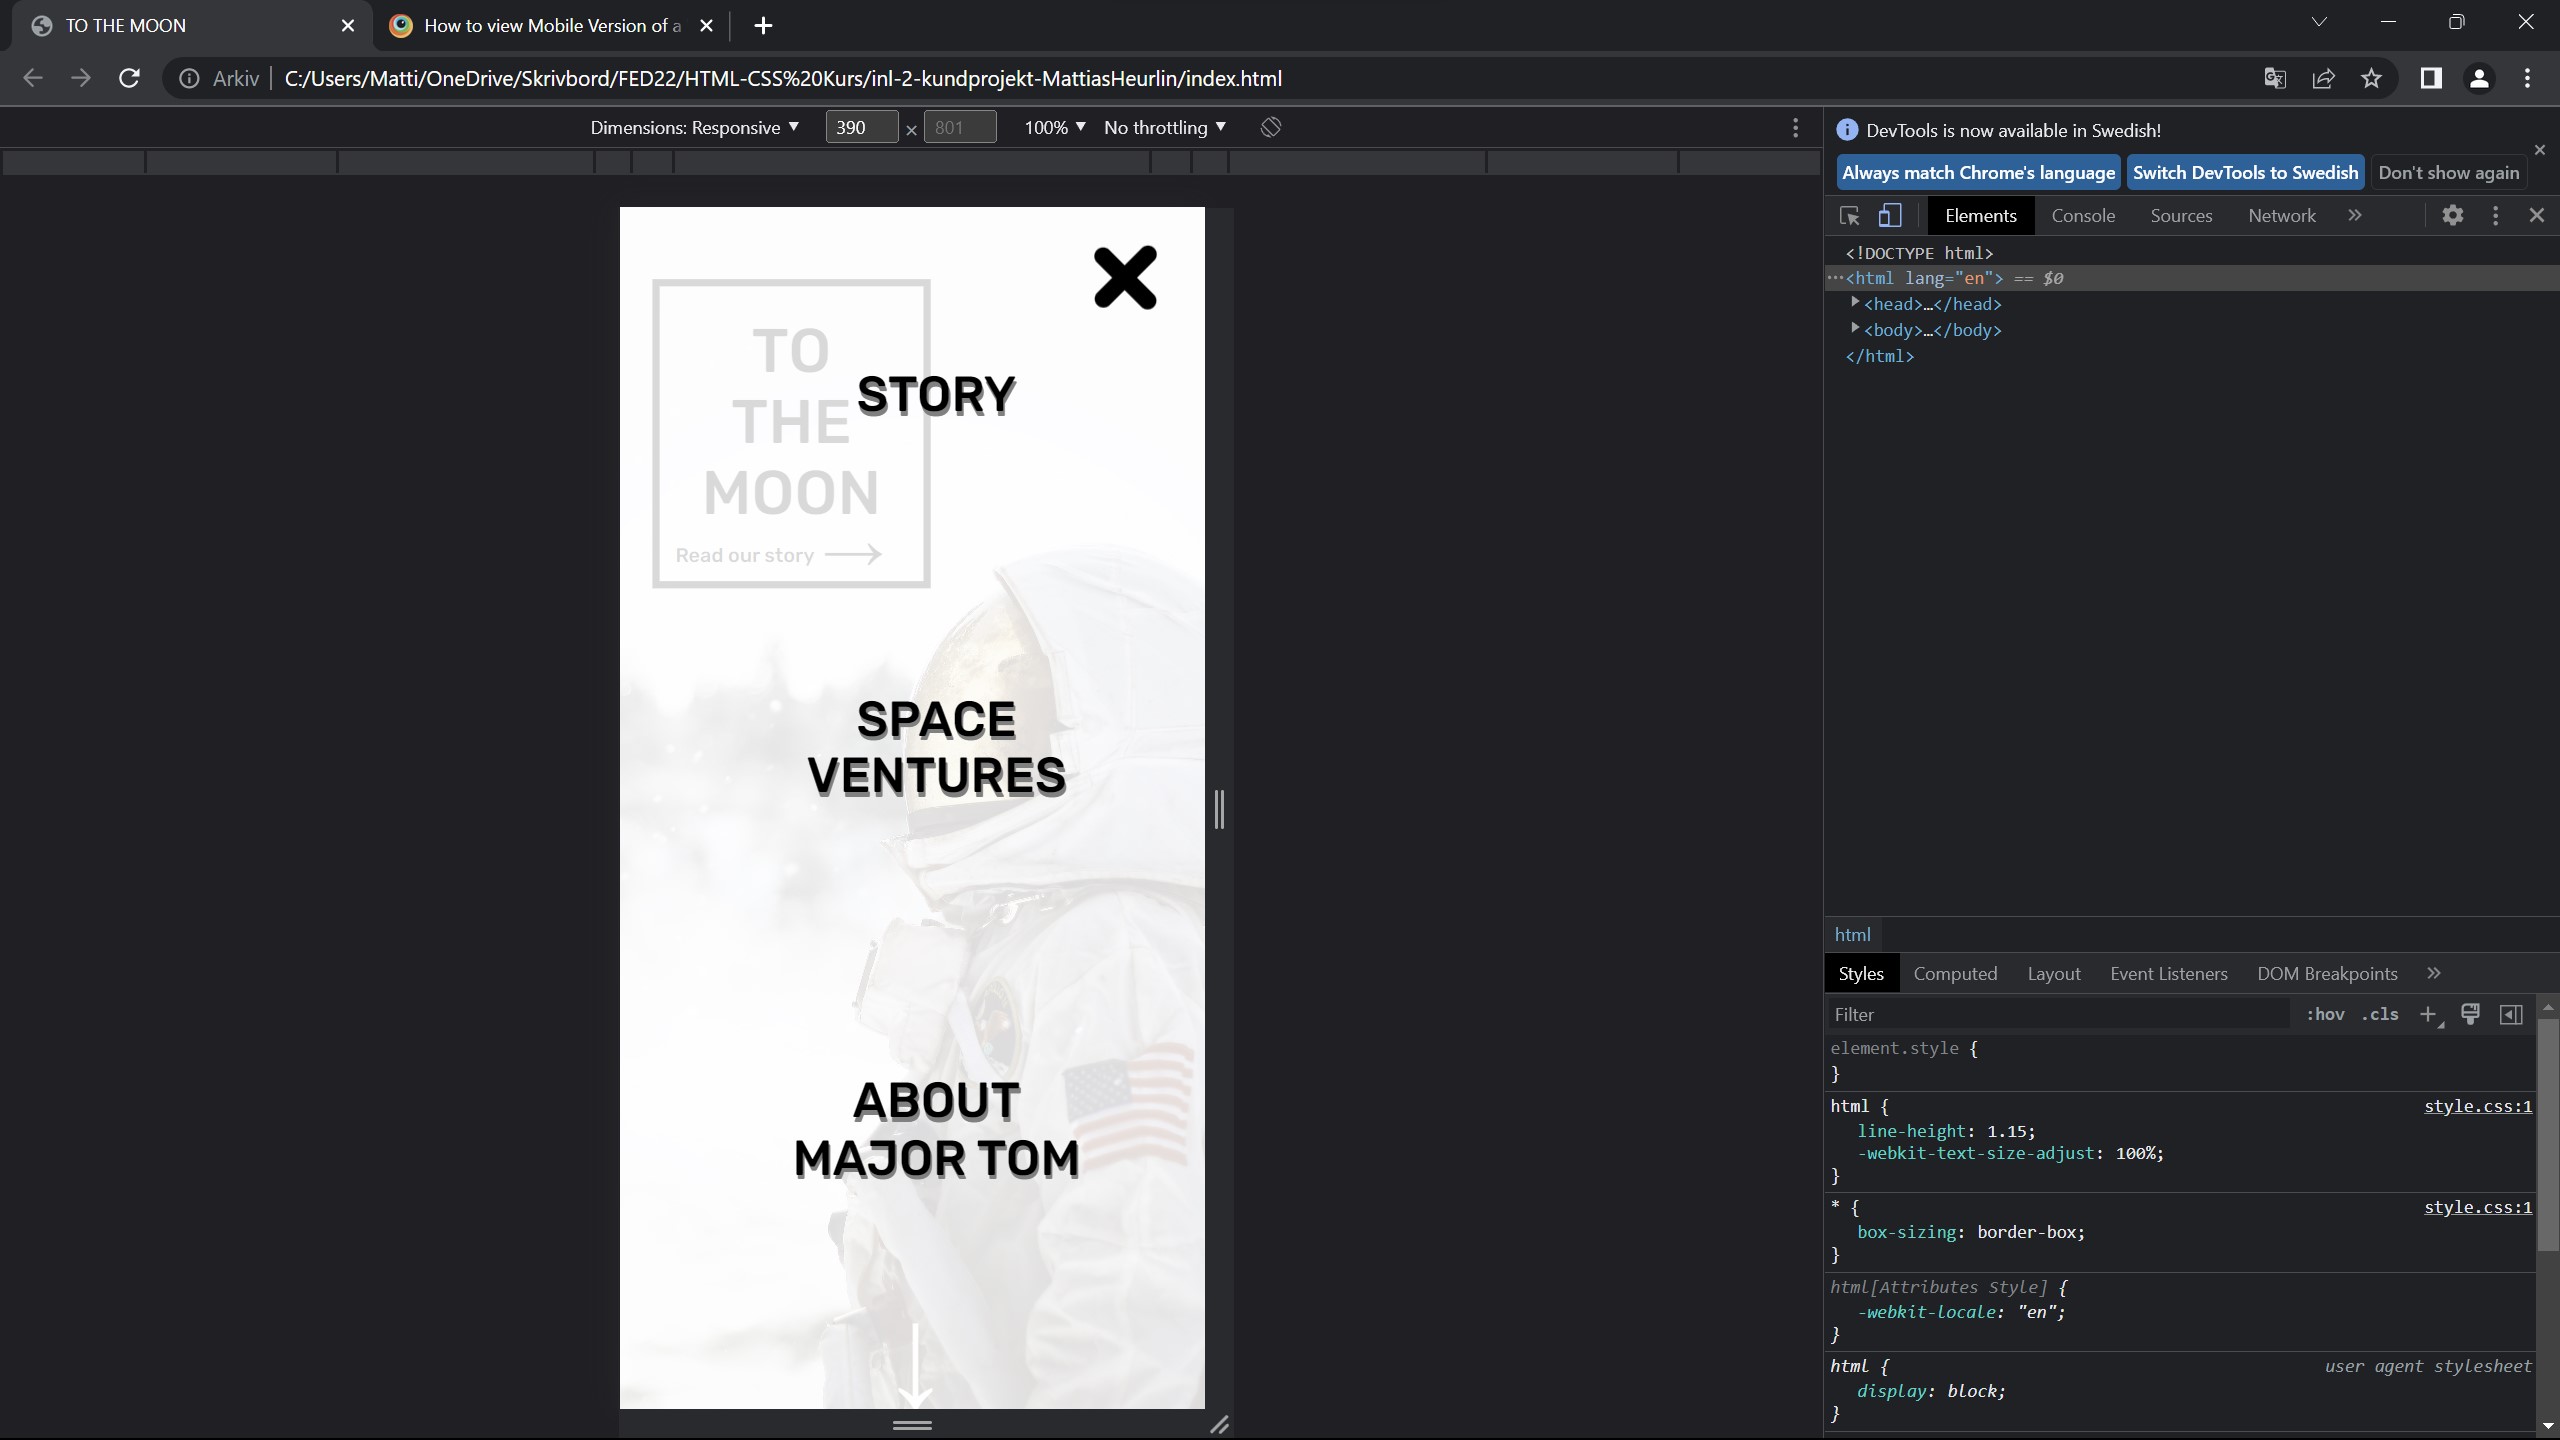 TO THE MOON
How to view Mobile Version of a
Arkiv
C:/Users/Matti/OneDrive/Skrivbord/FED22/HTML-CSS%20Kurs/inl-2-kundprojekt-MattiasHeurlin/index.html
Dimensions: Responsive
390
×
801
100%
No throttling
DevTools is now available in Swedish!
Always match Chrome's language
Switch DevTools to Swedish
Don't show again
Elements
Console
Sources
Network
»
<!DOCTYPE html>
<html lang="en"> == $0
<head>…</head>
<body>…</body>
</html>
TO
THE
MOON
Read our story
STORY
SPACE
VENTURES
ABOUT
MAJOR TOM
html
Styles
Computed
Layout
Event Listeners
DOM Breakpoints
»
Filter
:hov
.cls
element.style {
}
html {
style.css:1
line-height: 1.15;
-webkit-text-size-adjust: 100%;
}
* {
style.css:1
box-sizing: border-box;
}
html[Attributes Style] {
-webkit-locale: "en";
}
html {
user agent stylesheet
display: block;
}